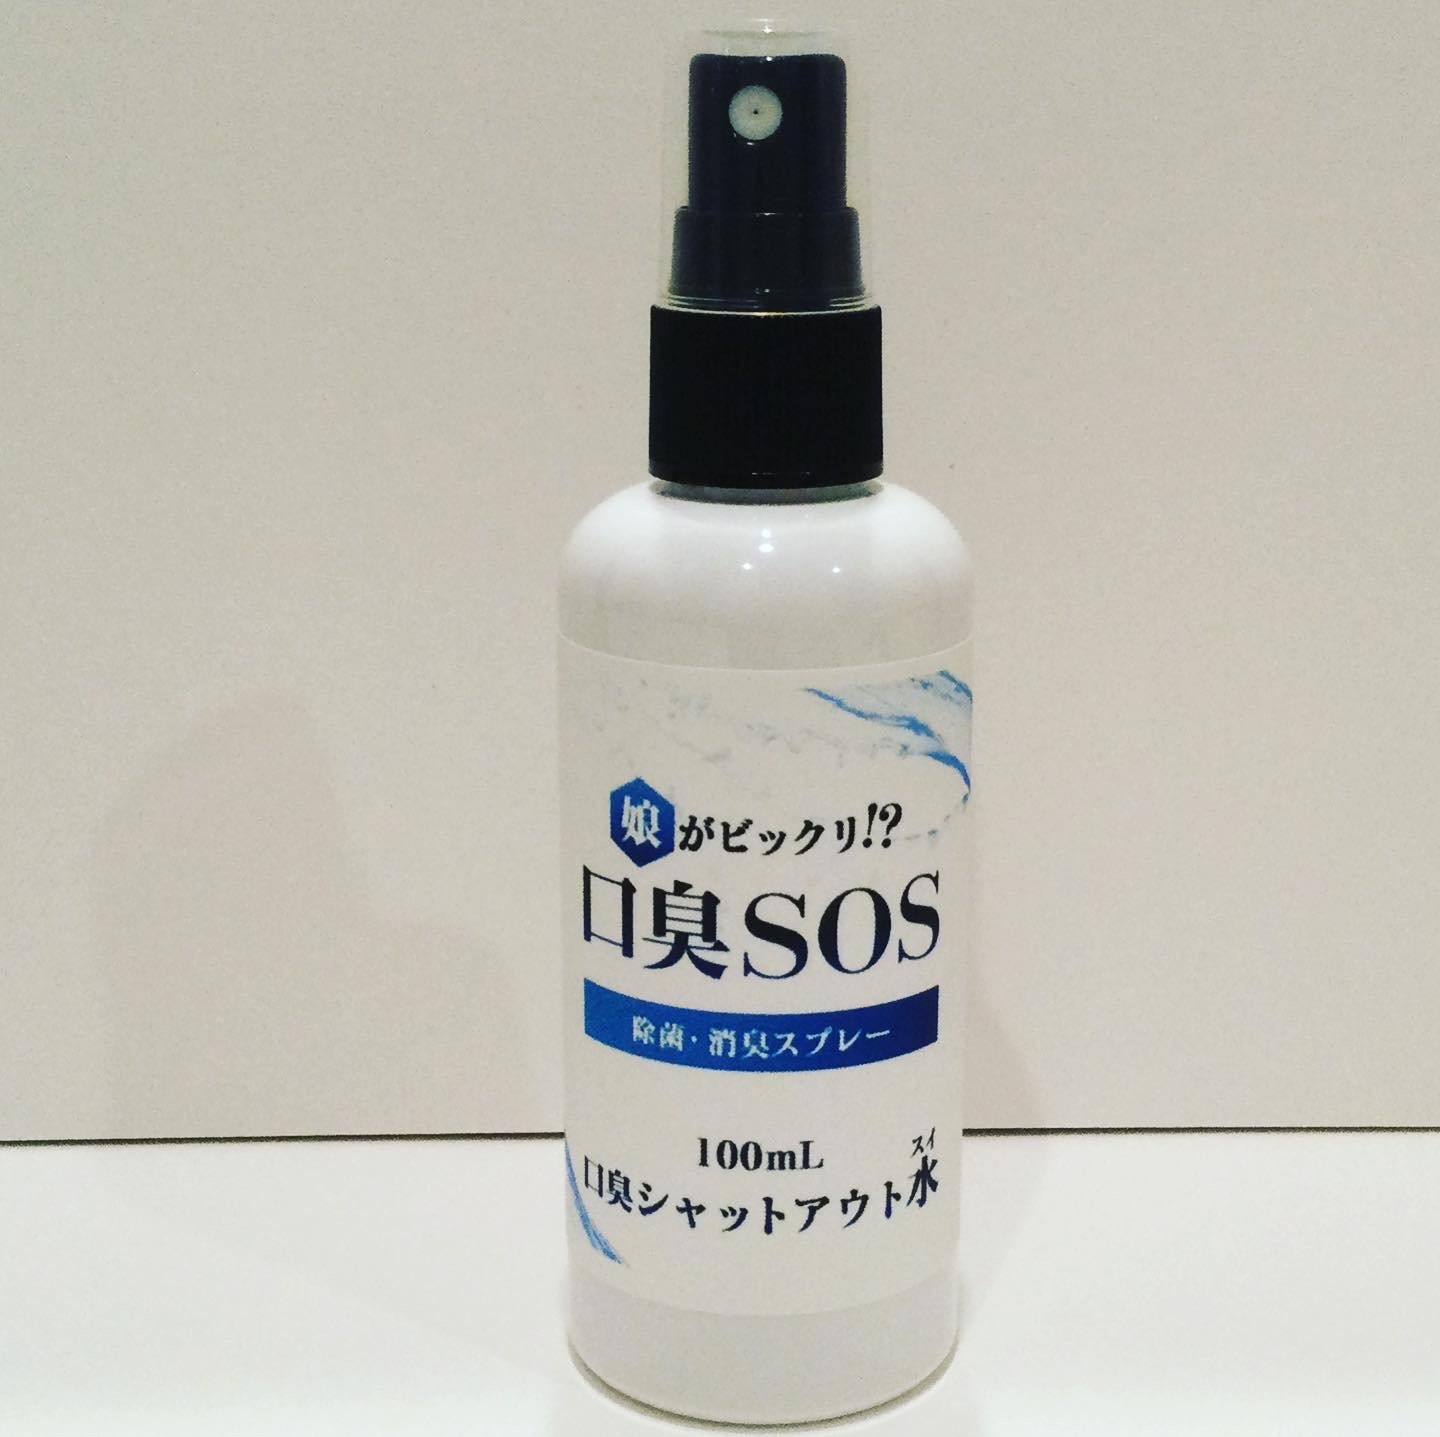 娘がビックリ!?
口臭SOS
除菌・消臭スプレー
100mL
スイ
口臭シャットアウト水